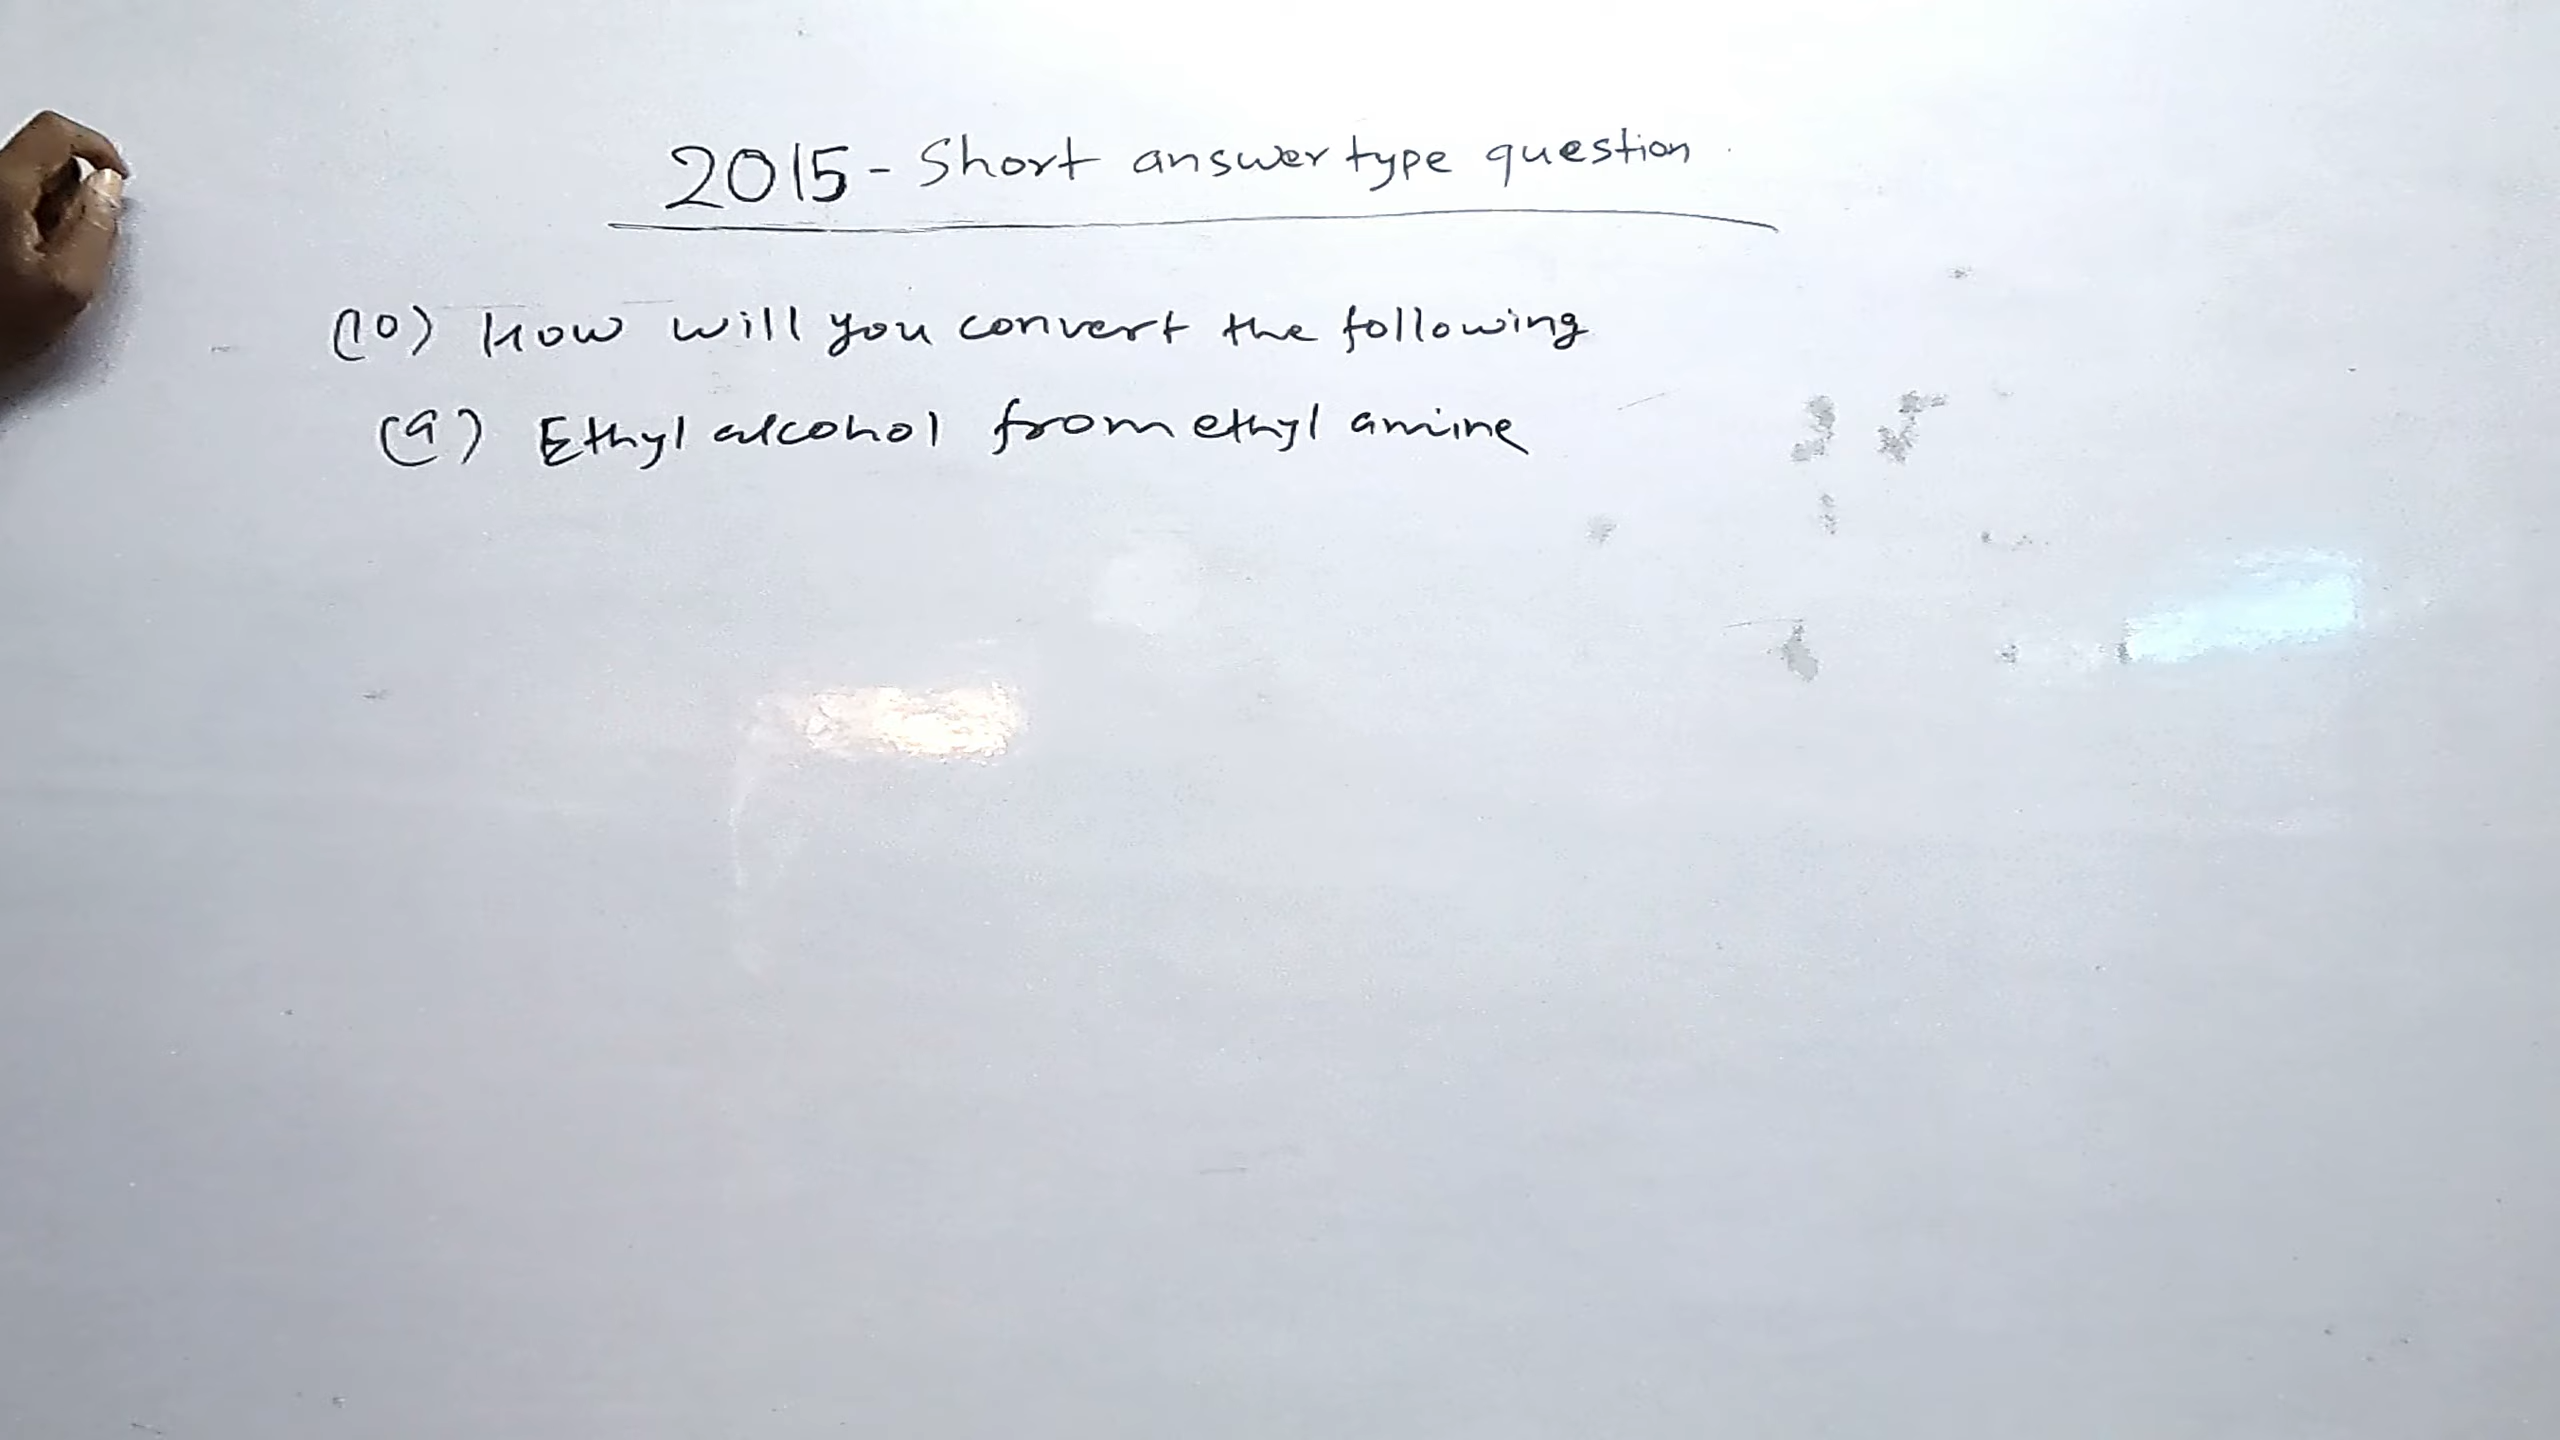 2015 - Short answer type question
(10) How will you convert the following
(a) Ethyl alcohol from ethyl amine